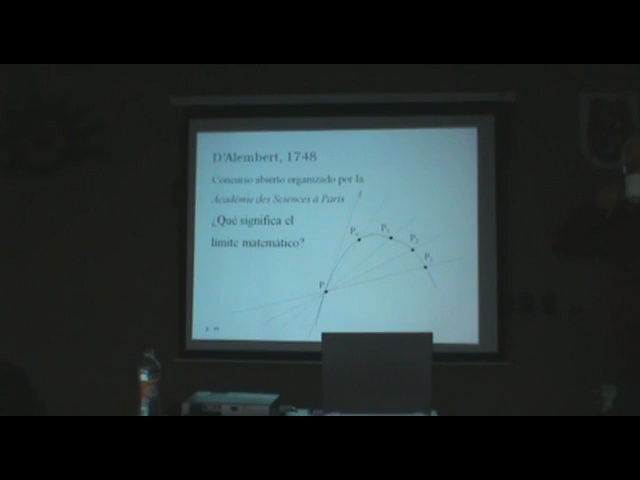 D'Alembert, 1748
Concurso abierto organizado por la
Académie des Sciences à Paris
¿Qué significa el
límite matemático?
P